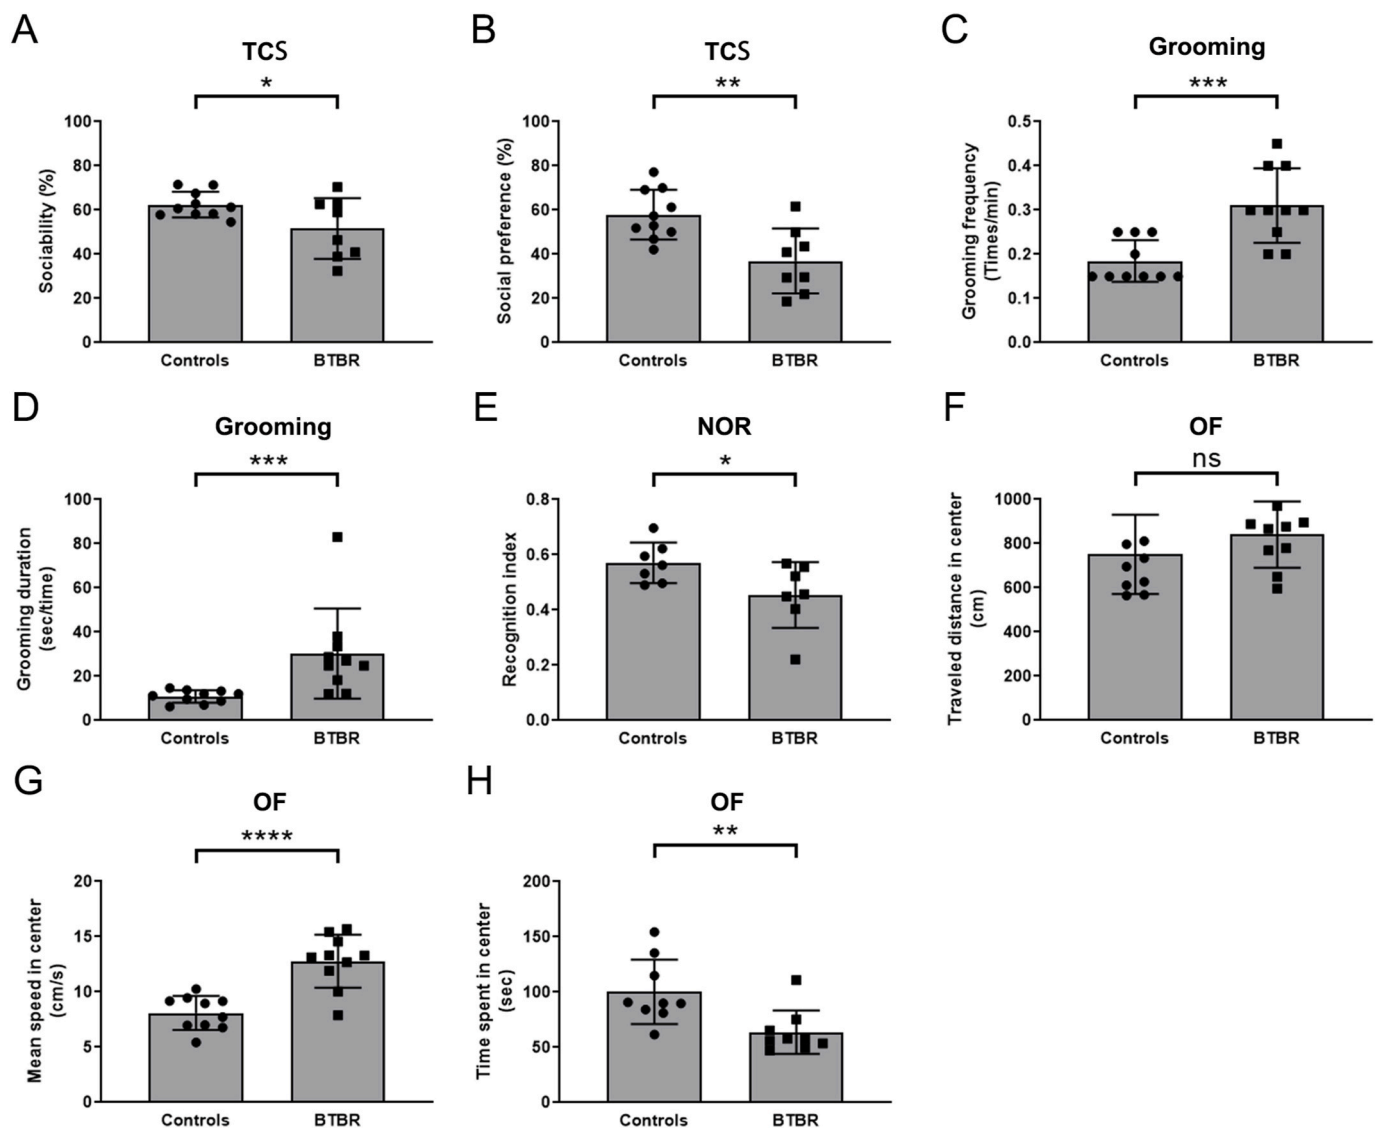 A
TCS
*
Sociability (%)
100
80
60
40
20
0
Controls
BTBR
B
TCS
**
Social preference (%)
100
80
60
40
20
0
Controls
BTBR
C
Grooming
***
Grooming frequency
(Times/min)
0.5
0.4
0.3
0.2
0.1
0.0
Controls
BTBR
D
Grooming
***
Grooming duration
(sec/time)
100
80
60
40
20
0
Controls
BTBR
E
NOR
*
Recognition index
0.8
0.6
0.4
0.2
0.0
Controls
BTBR
F
OF
ns
Traveled distance in center
(cm)
1000
800
600
400
200
0
Controls
BTBR
G
OF
****
Mean speed in center
(cm/s)
20
15
10
5
0
Controls
BTBR
H
OF
**
Time spent in center
(sec)
200
150
100
50
0
Controls
BTBR